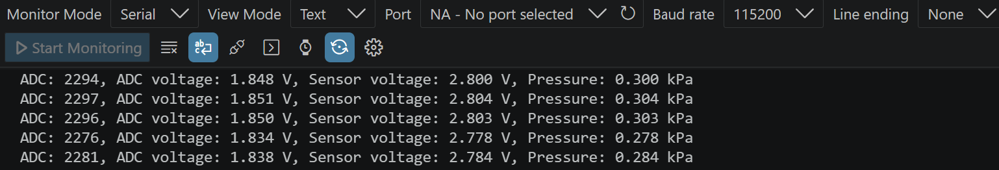 Monitor Mode Serial View Mode Text Port NA - No port selected Baud rate 115200 Line ending None
Start Monitoring
ADC: 2294, ADC voltage: 1.848 V, Sensor voltage: 2.800 V, Pressure: 0.300 kPa
ADC: 2297, ADC voltage: 1.851 V, Sensor voltage: 2.804 V, Pressure: 0.304 kPa
ADC: 2296, ADC voltage: 1.850 V, Sensor voltage: 2.803 V, Pressure: 0.303 kPa
ADC: 2276, ADC voltage: 1.834 V, Sensor voltage: 2.778 V, Pressure: 0.278 kPa
ADC: 2281, ADC voltage: 1.838 V, Sensor voltage: 2.784 V, Pressure: 0.284 kPa